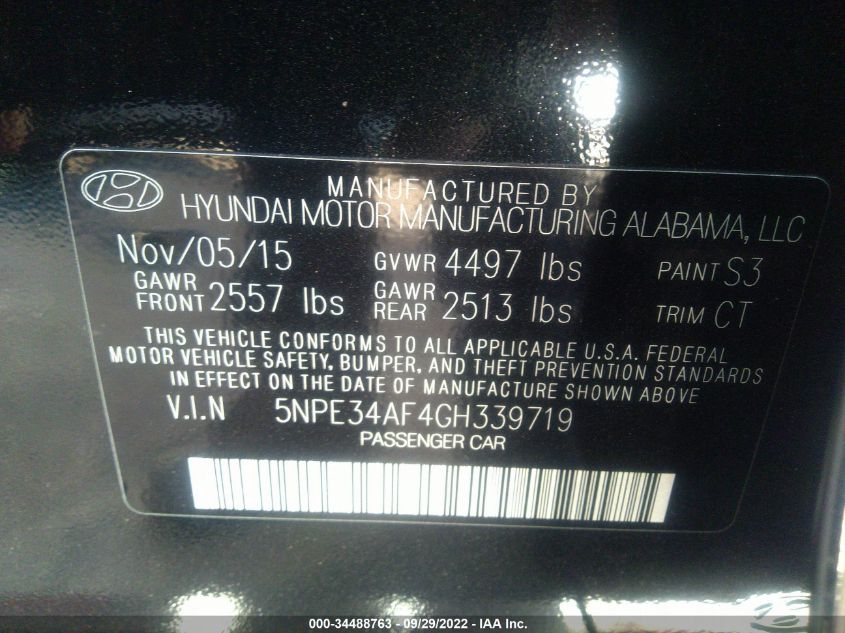 MANUFACTURED BY
HYUNDAI MOTOR MANUFACTURING ALABAMA, LLC
Nov/05/15 GVWR 4497 lbs PAINT S3
GAWR FRONT 2557 lbs GAWR REAR 2513 lbs TRIM CT
THIS VEHICLE CONFORMS TO ALL APPLICABLE U.S.A. FEDERAL
MOTOR VEHICLE SAFETY, BUMPER, AND THEFT PREVENTION STANDARDS
IN EFFECT ON THE DATE OF MANUFACTURE SHOWN ABOVE
V.I.N 5NPE34AF4GH339719
PASSENGER CAR
000-34488763 - 09/29/2022 - IAA Inc.